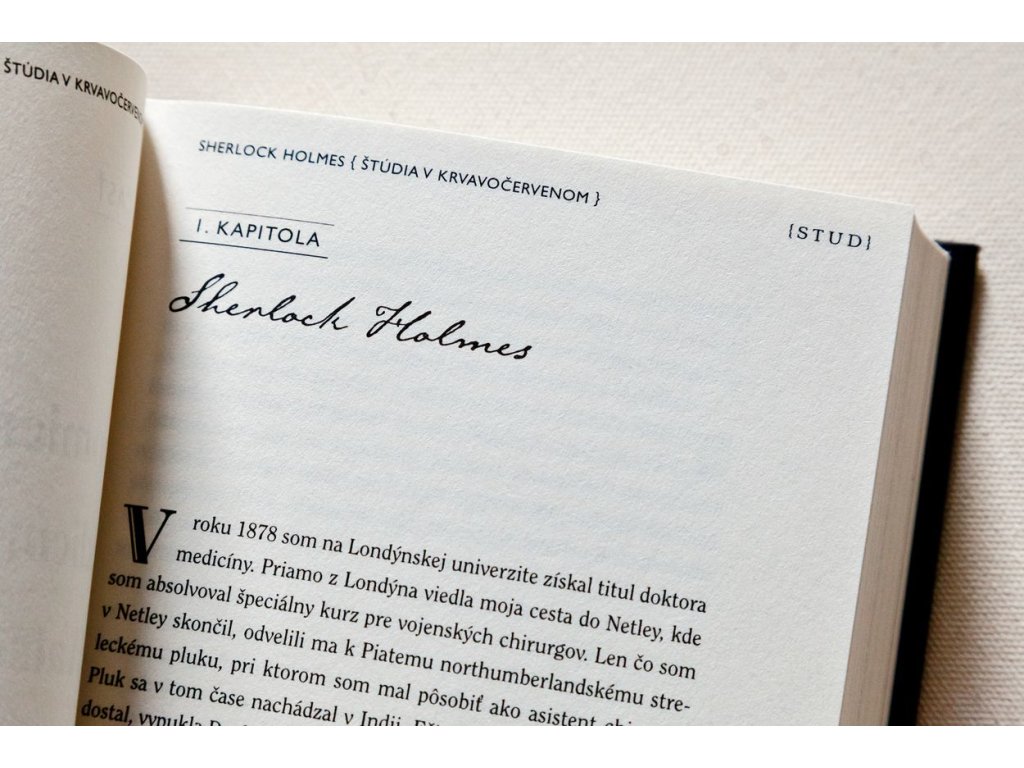 ŠTÚDIA V KRVAVOČERVENOM
SHERLOCK HOLMES { ŠTÚDIA V KRVAVOČERVENOM }
{STUD}
I. KAPITOLA
Sherlock Holmes
V roku 1878 som na Londýnskej univerzite získal titul doktora
medicíny. Priamo z Londýna viedla moja cesta do Netley, kde
som absolvoval špeciálny kurz pre vojenských chirurgov. Len čo som
v Netley skončil, odvelili ma k Piatemu northumberlandskému stre-
leckému pluku, pri ktorom som mal pôsobiť ako asistent
Pluk sa v tom čase nachádzal v Indii.
dostal, vypukla